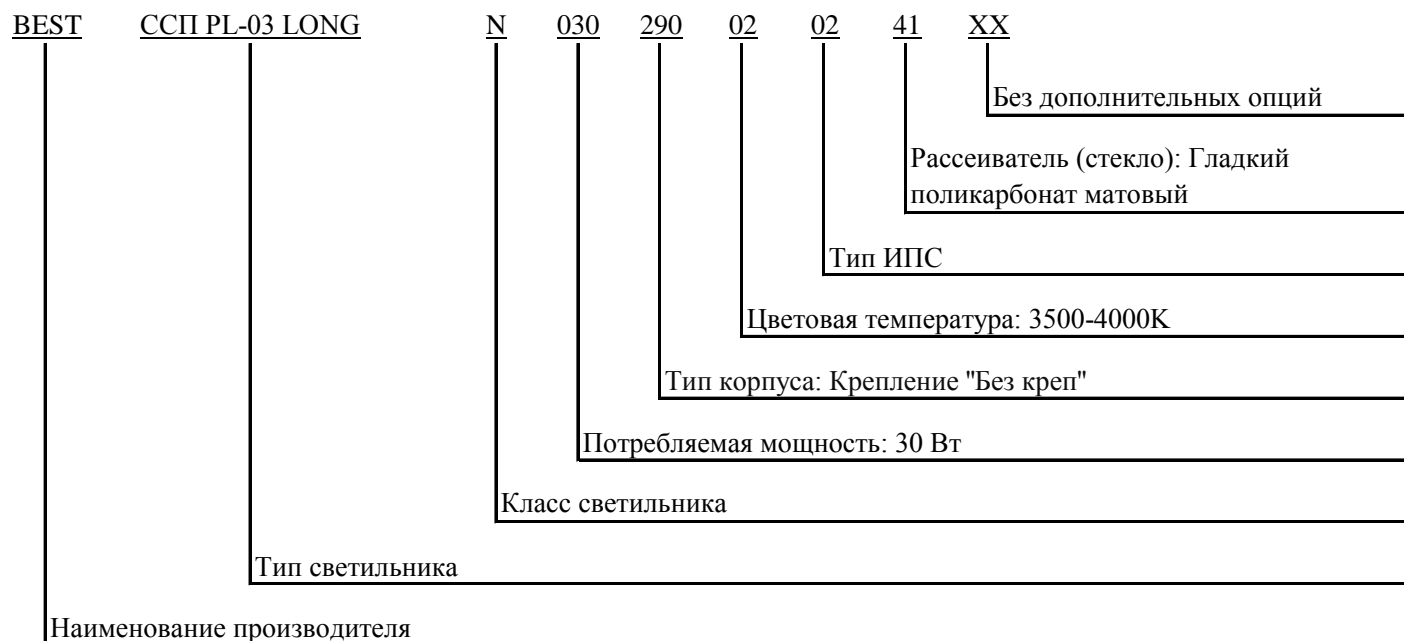 BEST ССП PL-03 LONG N 030 290 02 02 41 XX
Без дополнительных опций
Рассеиватель (стекло): Гладкий
поликарбонат матовый
Тип ИПС
Цветовая температура: 3500-4000К
Тип корпуса: Крепление "Без креп"
Потребляемая мощность: 30 Вт
Класс светильника
Тип светильника
Наименование производителя